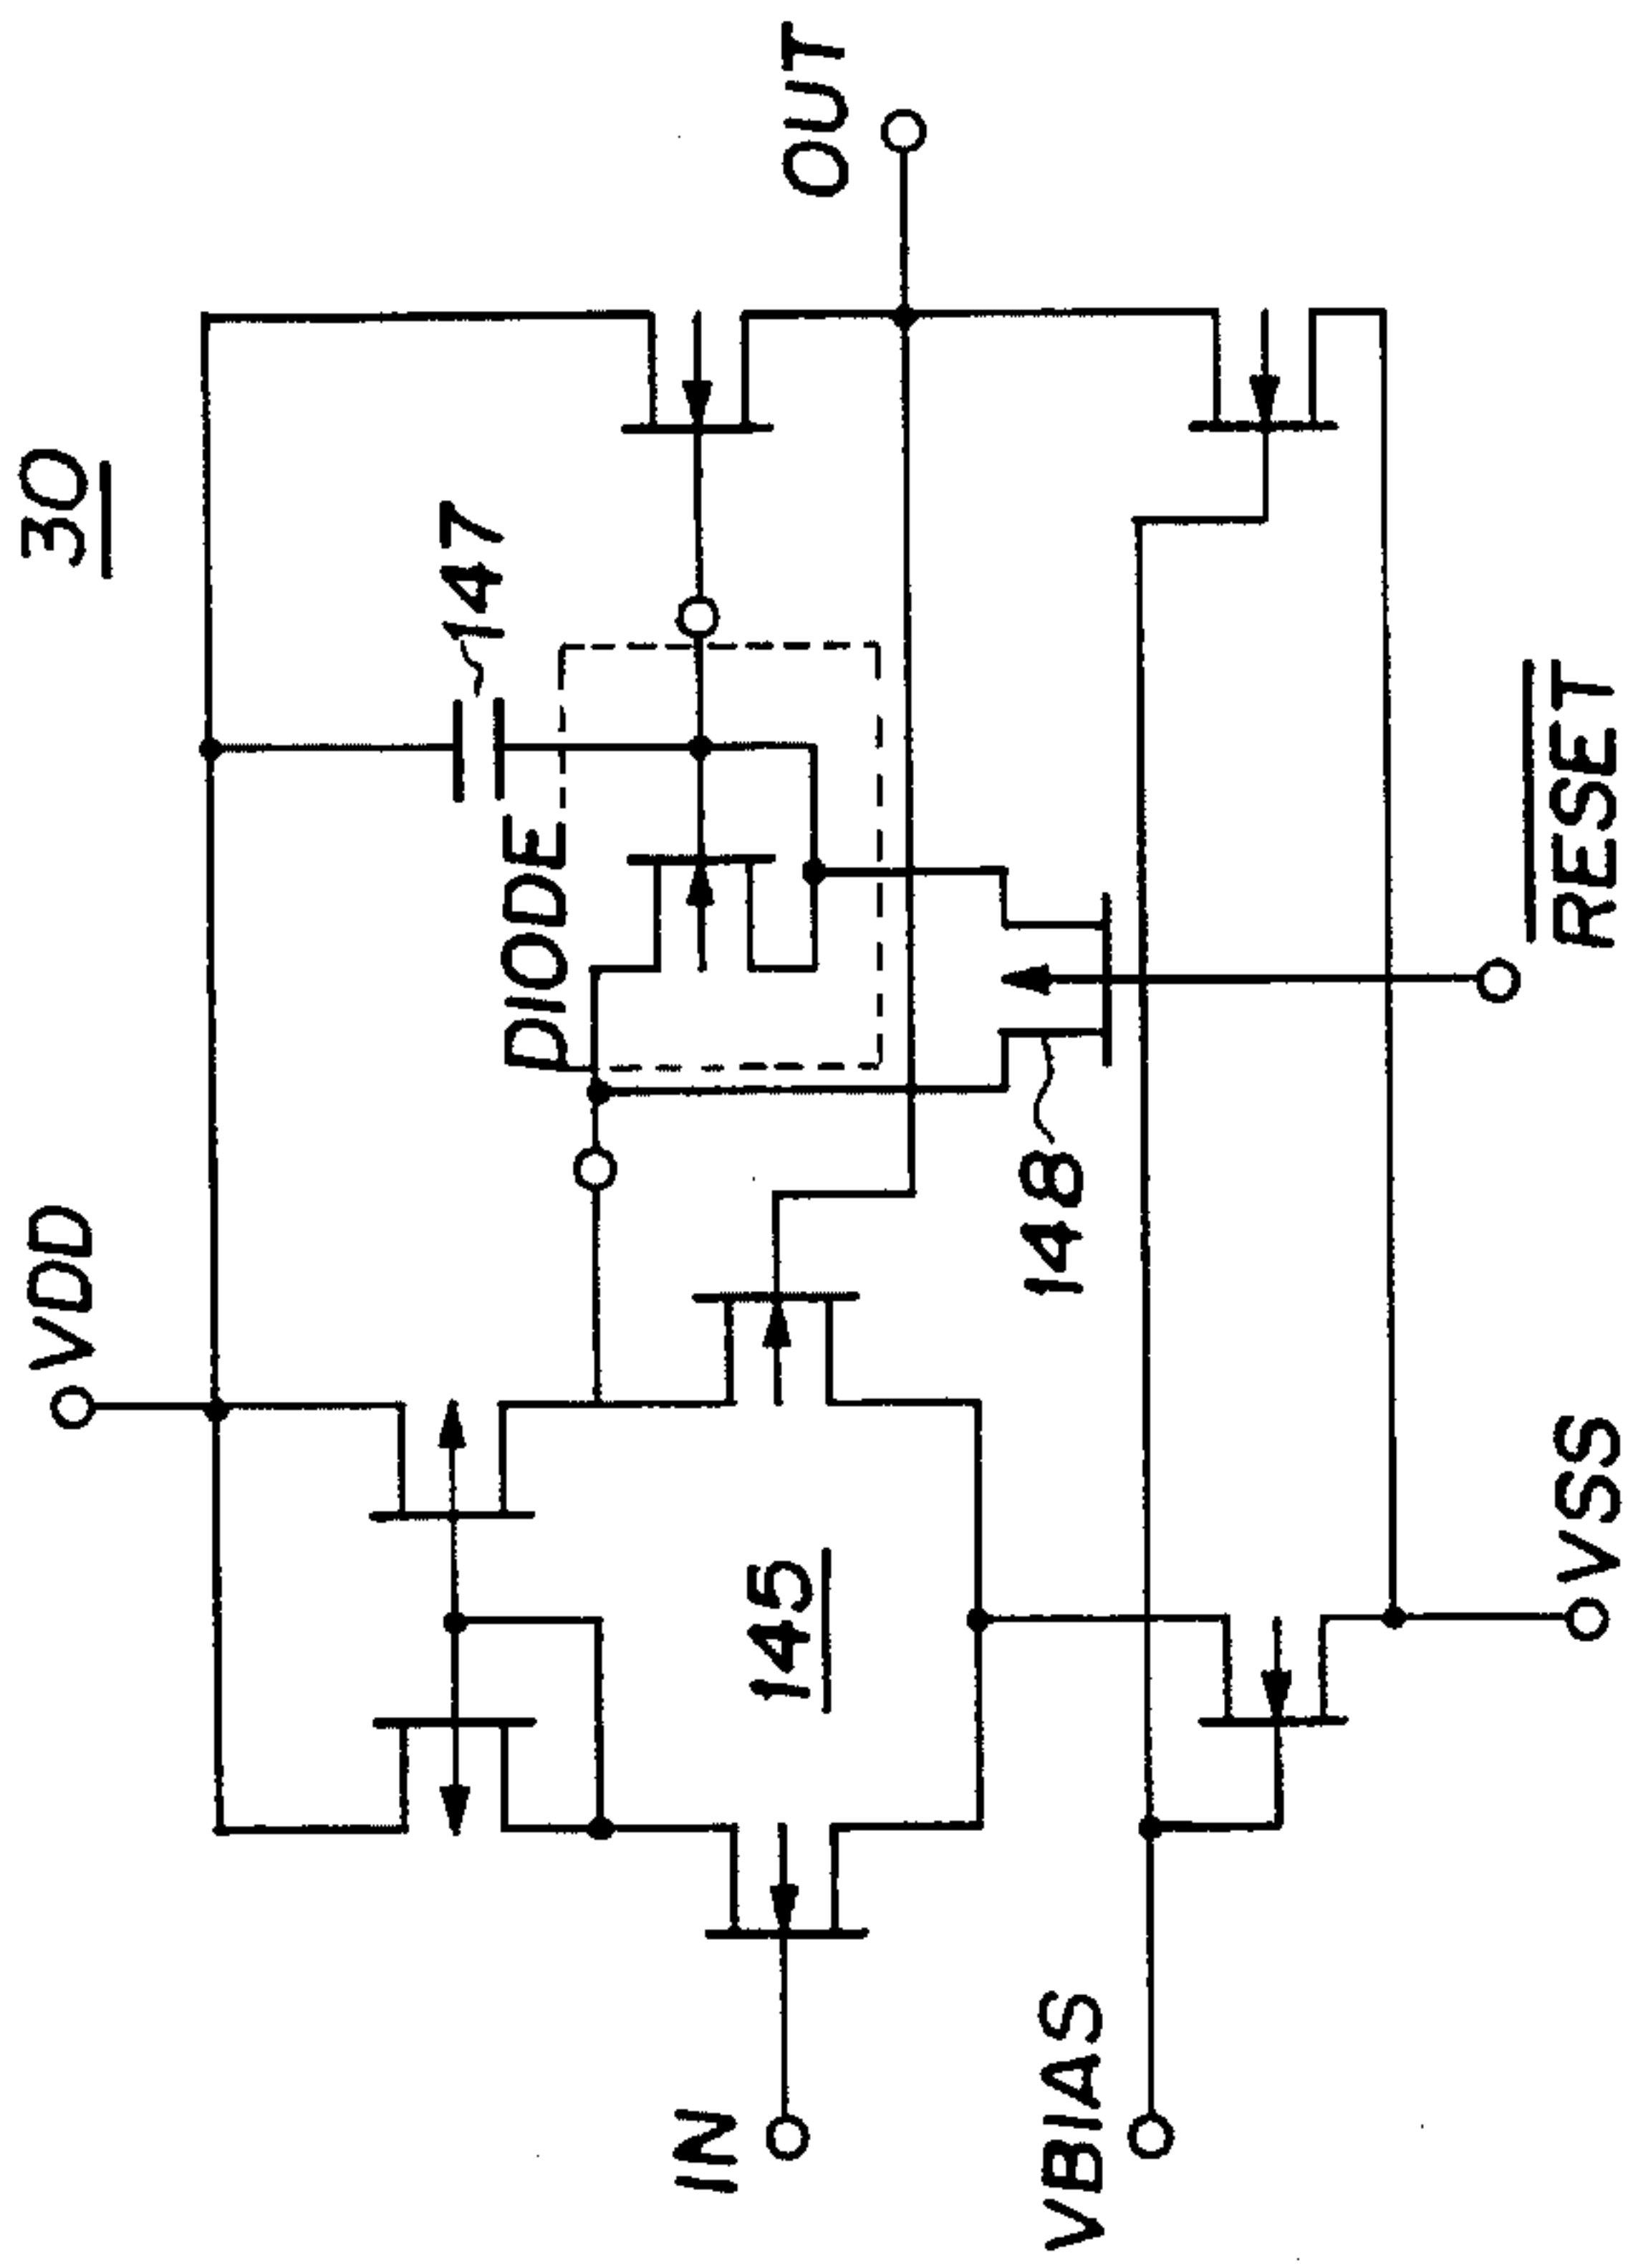 30
VDD
OUT
147
DIODE
IN
145
148
VBIAS
VSS
RESET